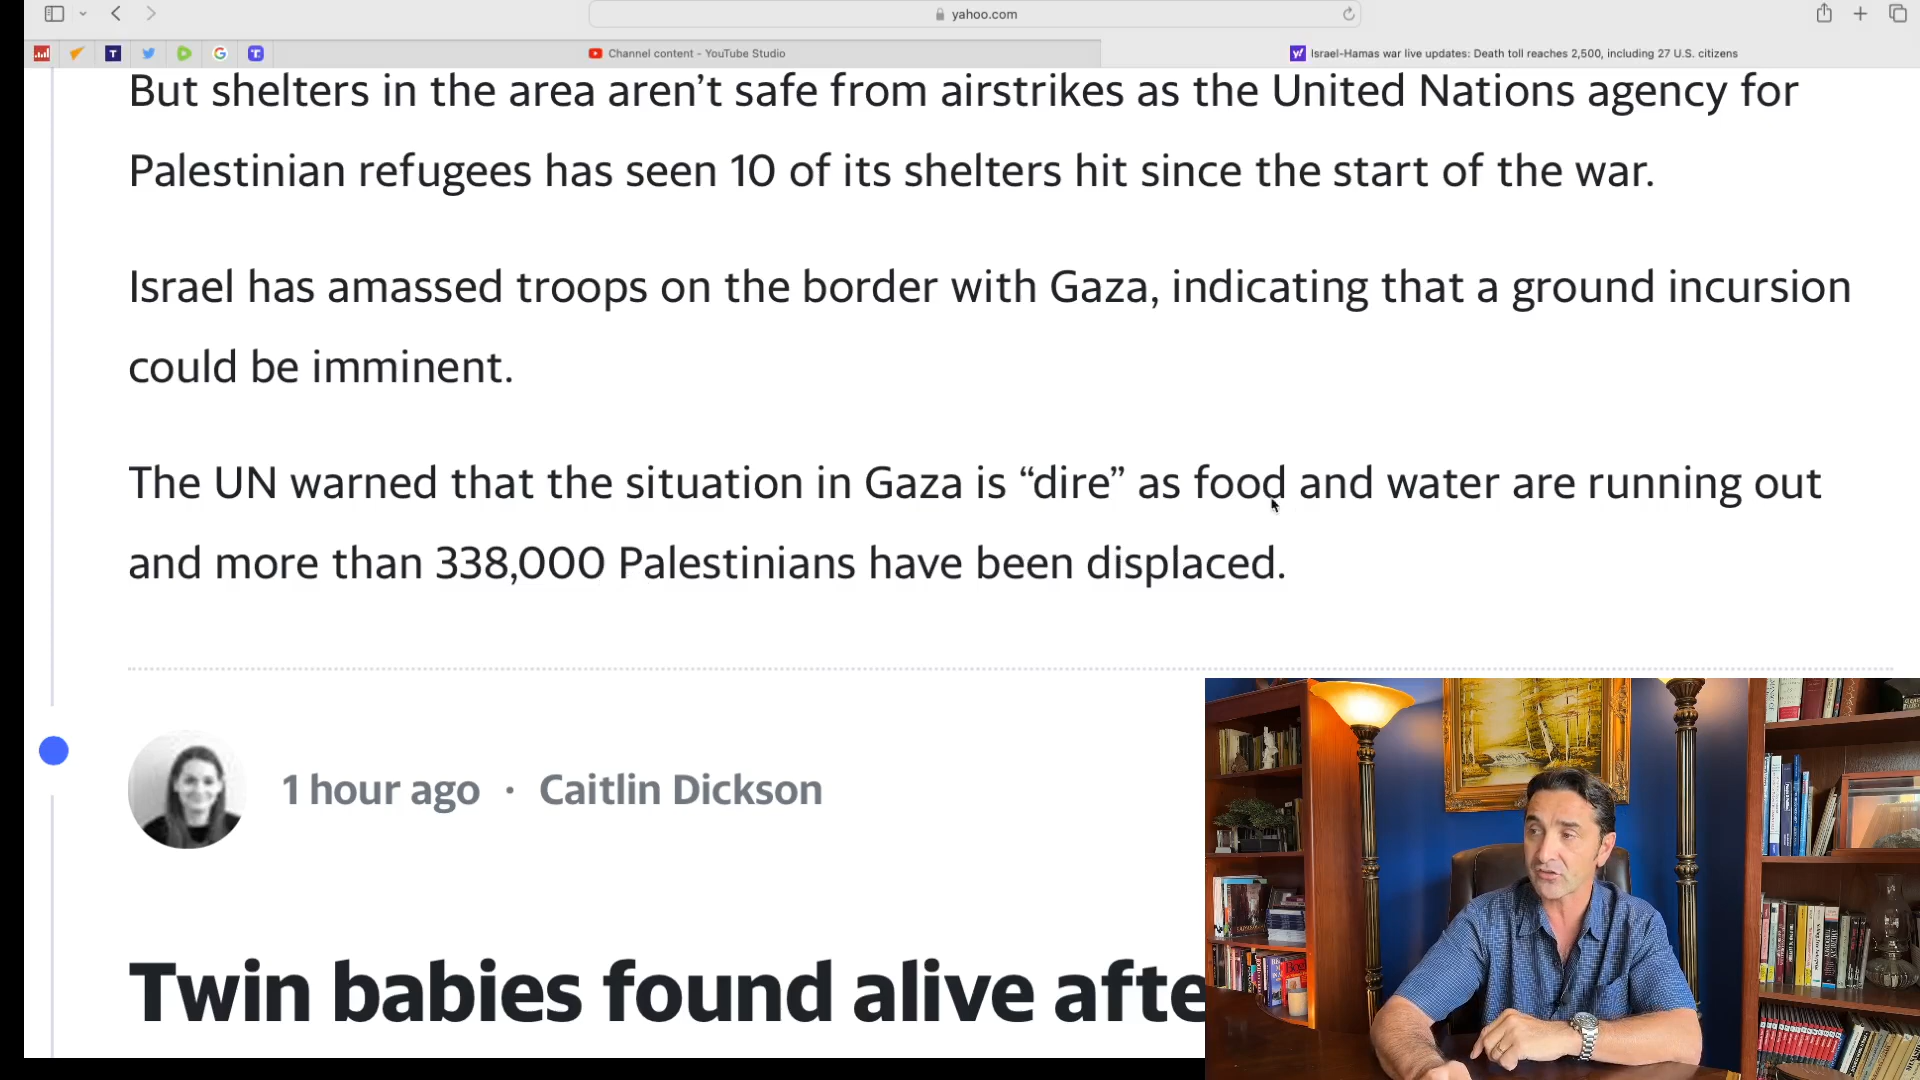 yahoo.com
Channel content - YouTube Studio
Israel-Hamas war live updates: Death toll reaches 2,500, including 27 U.S. citizens
But shelters in the area aren’t safe from airstrikes as the United Nations agency for
Palestinian refugees has seen 10 of its shelters hit since the start of the war.
Israel has amassed troops on the border with Gaza, indicating that a ground incursion
could be imminent.
The UN warned that the situation in Gaza is “dire” as food and water are running out
and more than 338,000 Palestinians have been displaced.
1 hour ago · Caitlin Dickson
Twin babies found alive afte